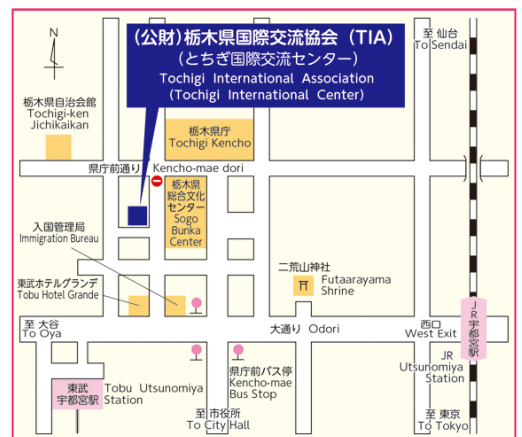 (公財)栃木県国際交流協会 (TIA)
(とちぎ国際交流センター)
Tochigi International Association
(Tochigi International Center)
N
至 仙台
To Sendai
栃木県自治会館
Tochigi-ken
Jichikaikan
栃木県庁
Tochigi Kencho
県庁前通り Kencho-mae dori
栃木県
総合文化
センター
Sogo
Bunka
Center
入国管理局
Immigration Bureau
東武ホテルグランデ
Tobu Hotel Grande
二荒山神社
Futaarayama
Shrine
至 大谷
To Oya
大通り Odori
西口
West Exit
JR宇都宮駅
JR
Utsunomiya
Station
東武
宇都宮駅
Tobu Utsunomiya
Station
県庁前バス停
Kencho-mae
Bus Stop
至 市役所
To City Hall
至 東京
To Tokyo